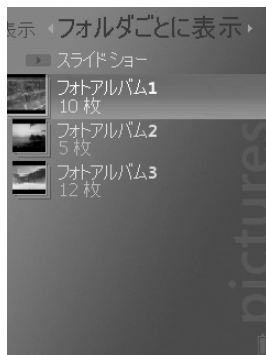 表示 フォルダごとに表示
スライドショー
フォトアルバム1
10 枚
フォトアルバム2
5 枚
フォトアルバム3
12 枚
pictures